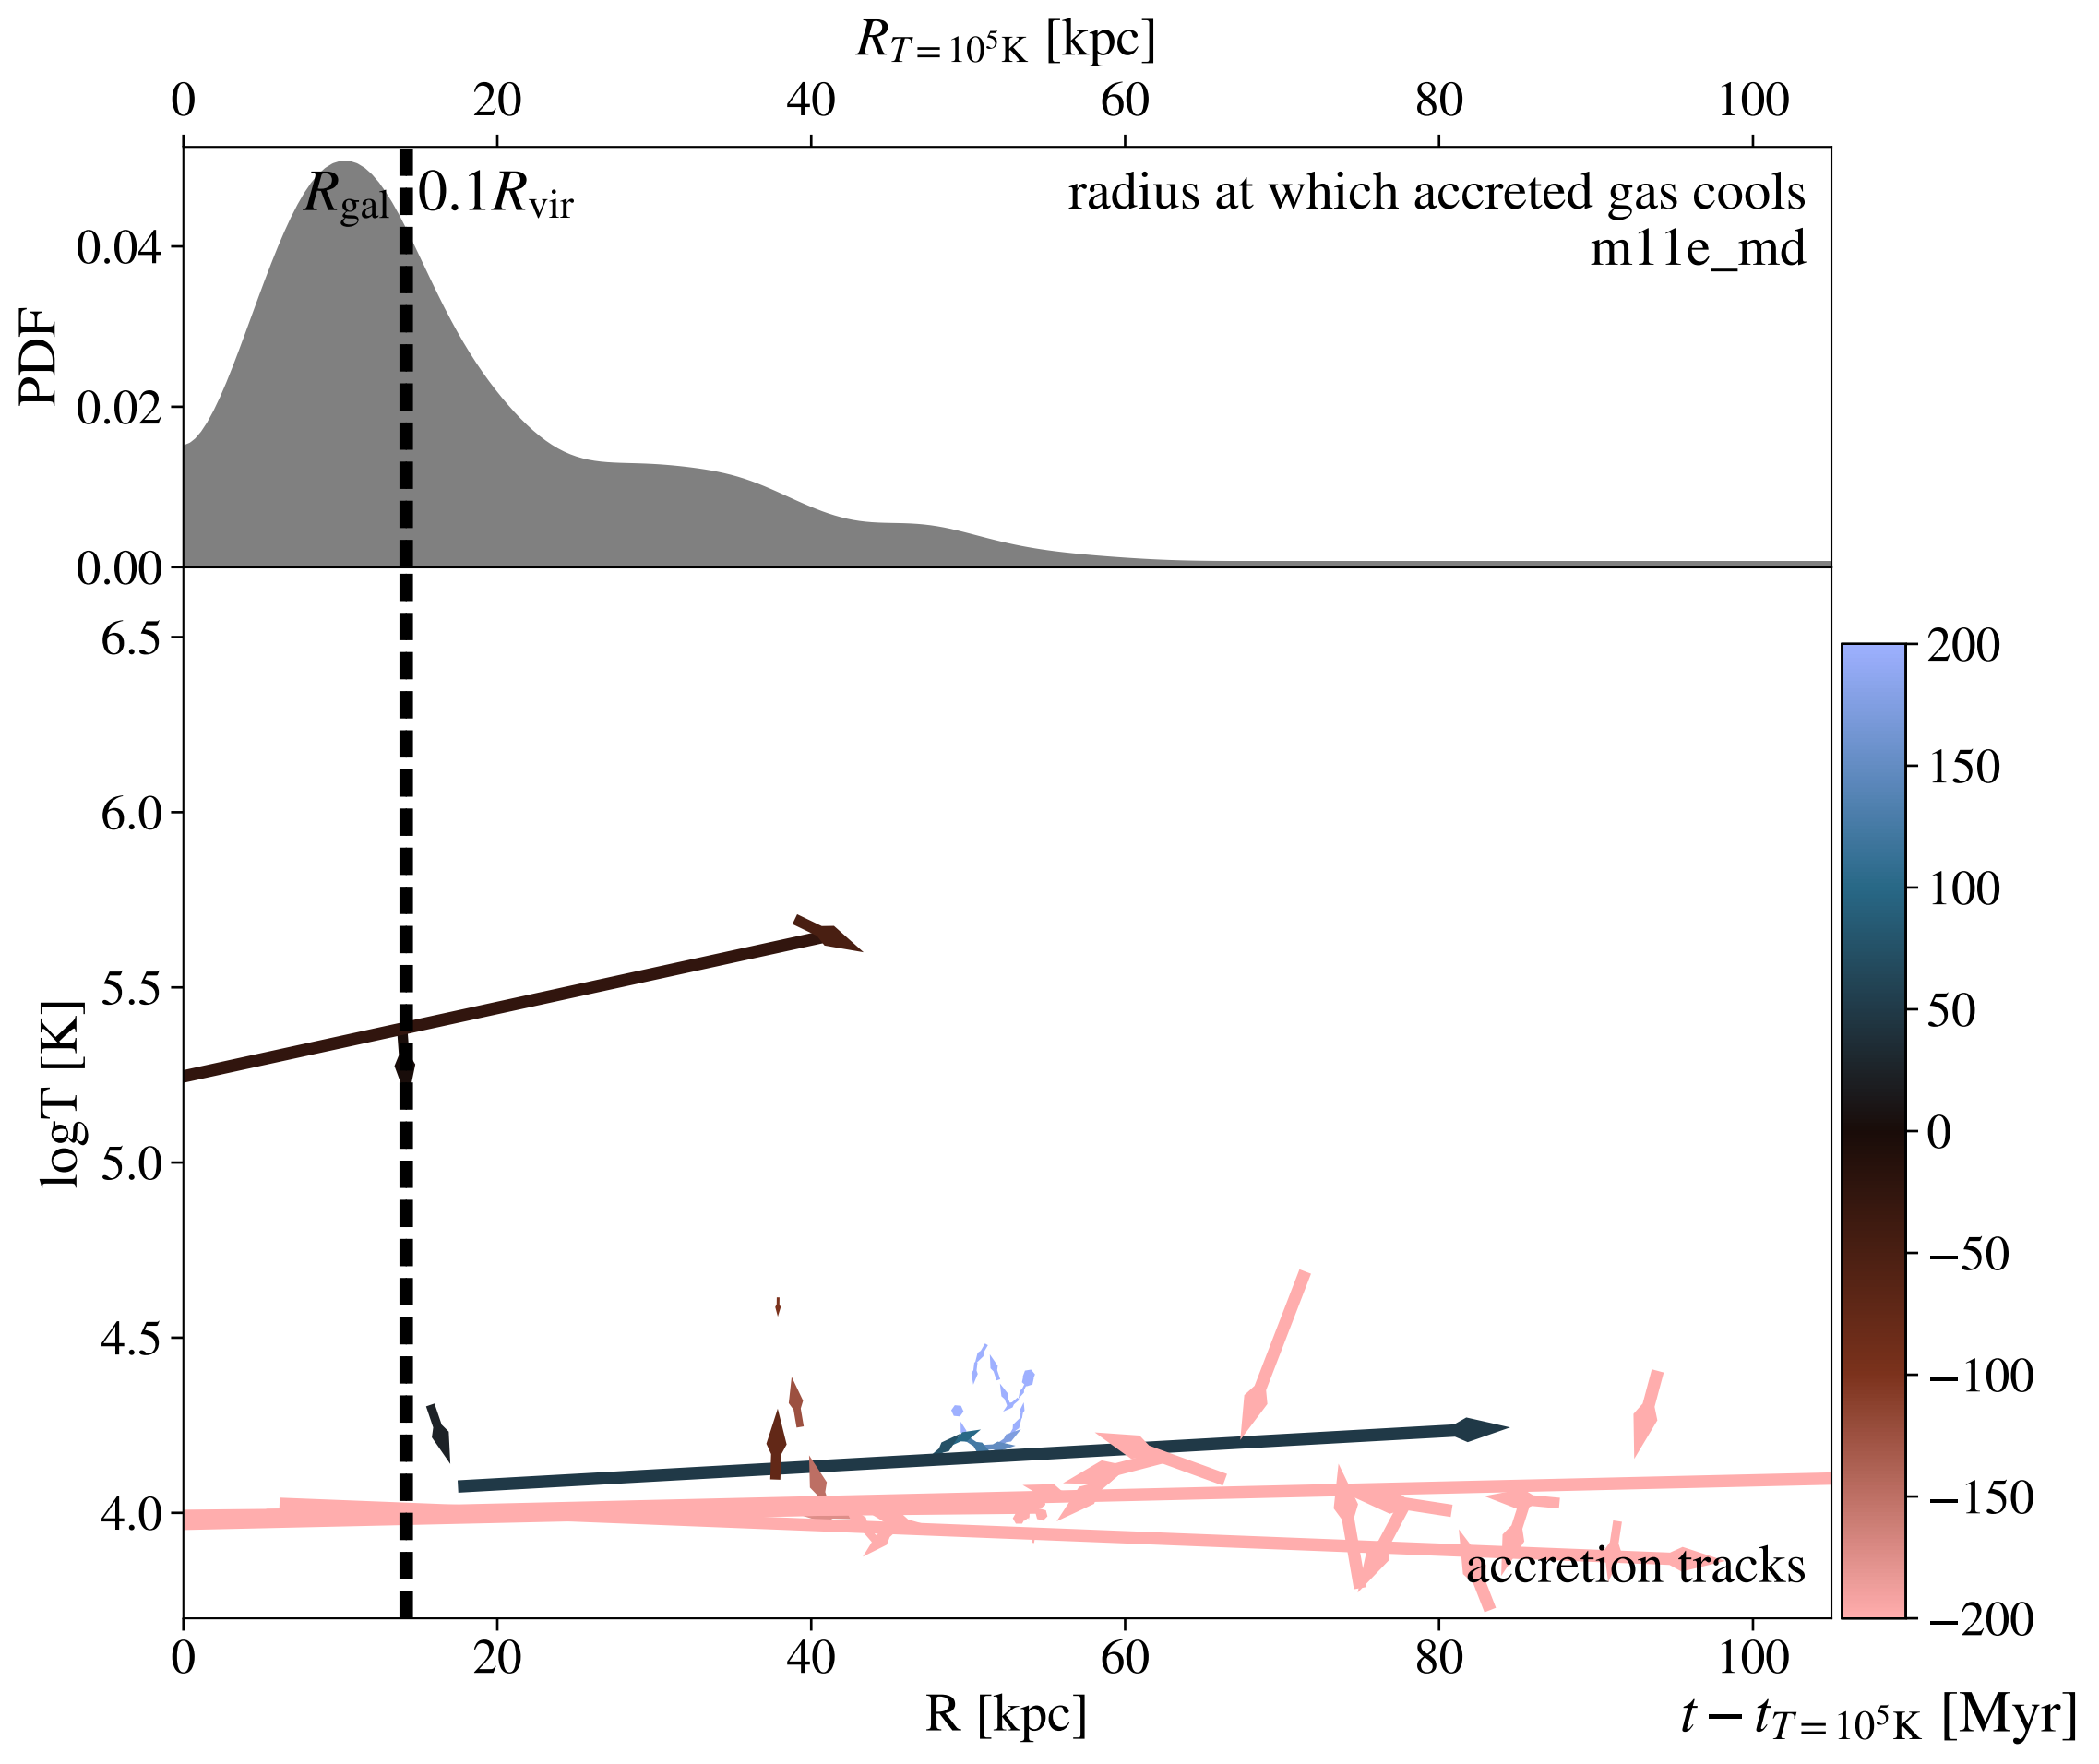 R_{T=10^5K} [kpc]
0 20 40 60 80 100
R_gal 0.1R_vir
radius at which accreted gas cools
m11e_md
PDF
0.04
0.02
0.00
6.5
6.0
5.5
5.0
4.5
4.0
logT [K]
accretion tracks
0 20 40 60 80 100
R [kpc]
200
150
100
50
0
−50
−100
−150
−200
t − t_{T=10^5K} [Myr]